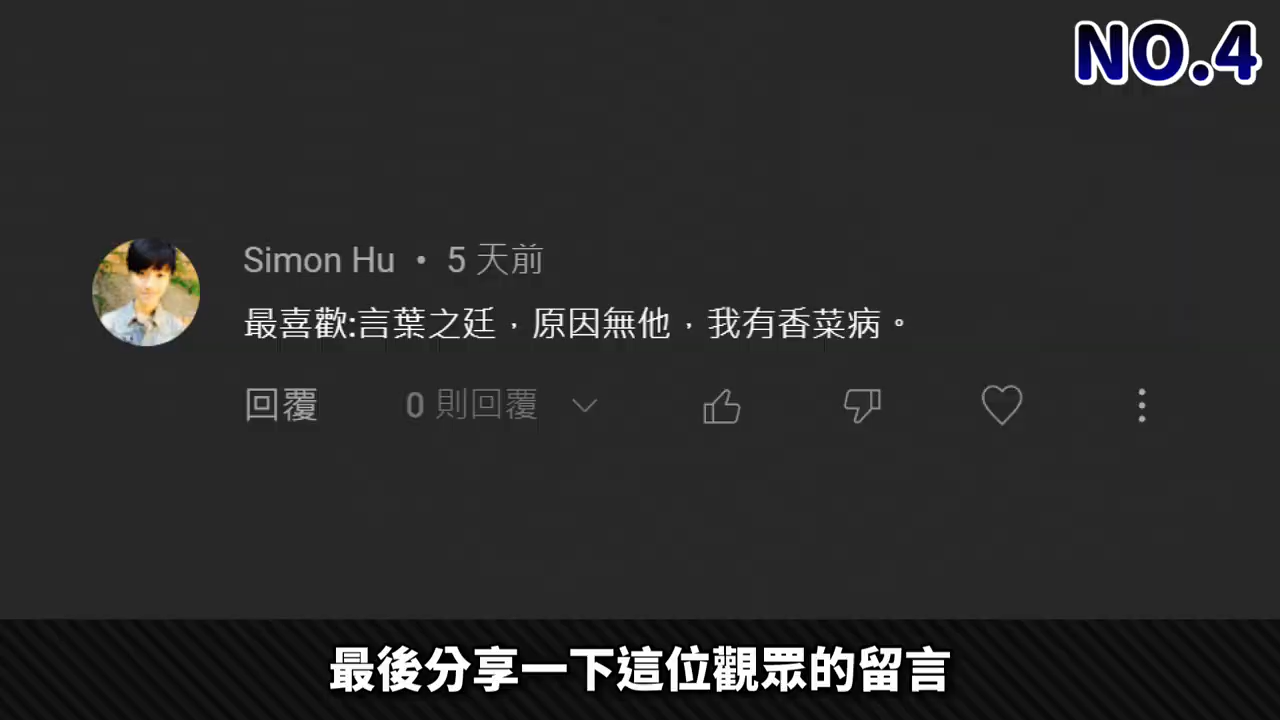 NO.4
Simon Hu • 5 天前
最喜歡:言葉之廷，原因無他，我有香菜病。
回覆 0 則回覆
最後分享一下這位觀眾的留言